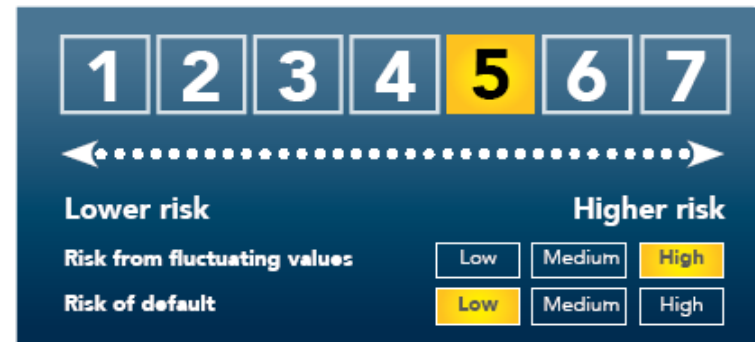 1 2 3 4 5 6 7
Lower risk Higher risk
Risk from fluctuating values Low Medium High
Risk of default Low Medium High